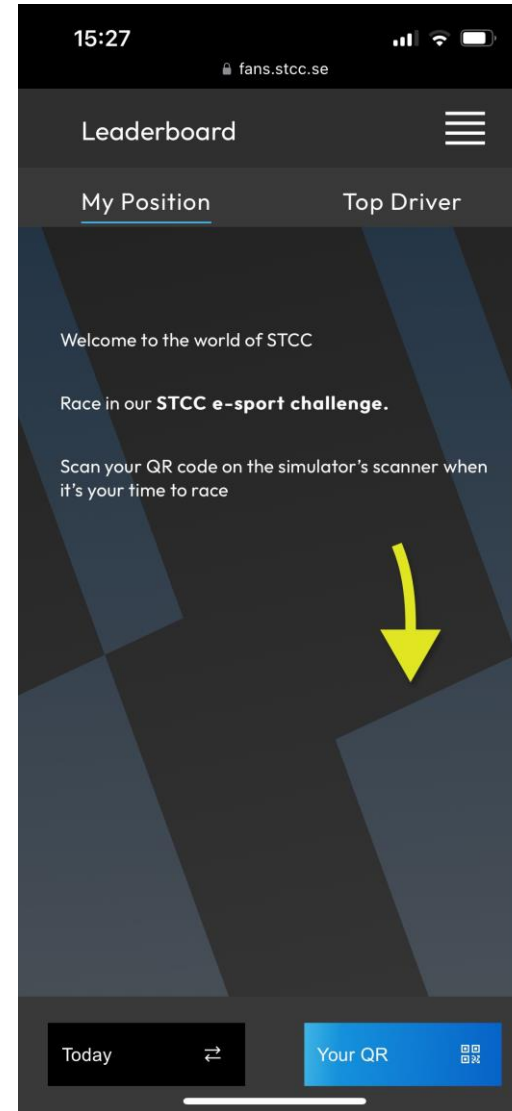 15:27
fans.stcc.se
Leaderboard
My Position
Top Driver
Welcome to the world of STCC
Race in our STCC e-sport challenge.
Scan your QR code on the simulator's scanner when
it's your time to race
Today
Your QR